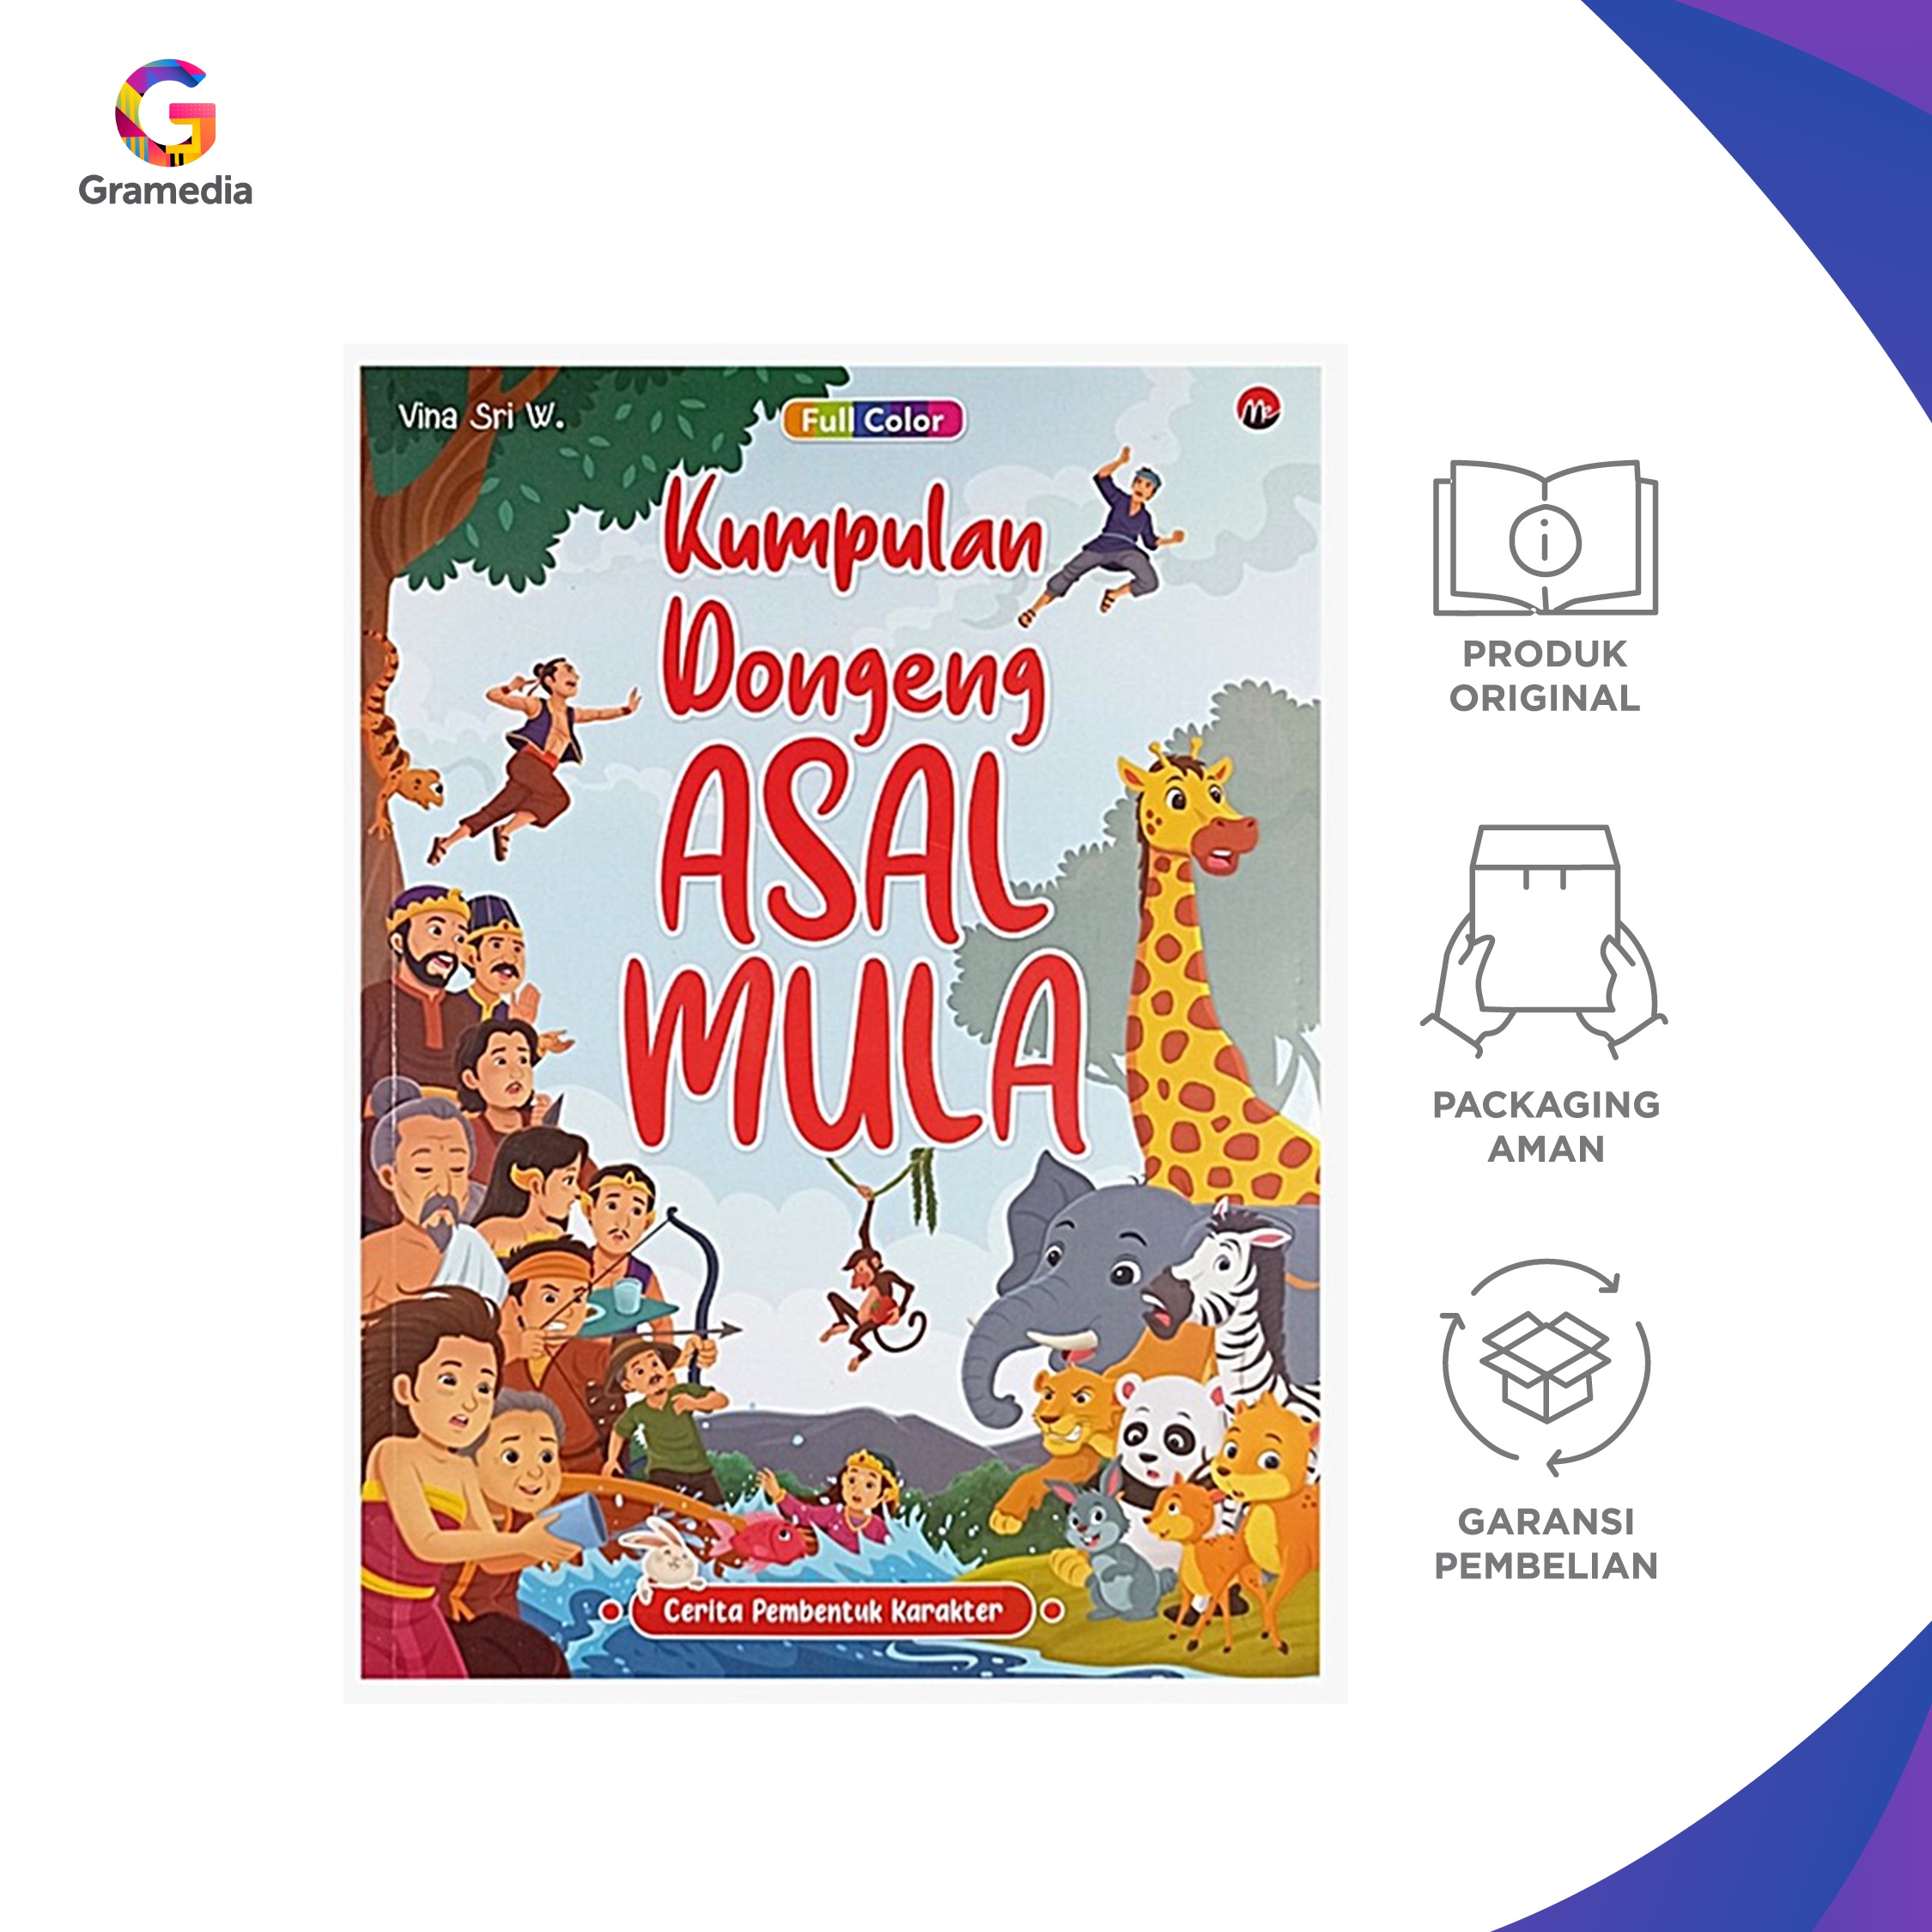 Gramedia
Vina Sri W.
Full Color
Kumpulan
Dongeng
ASAL
MULA
Cerita Pembentuk Karakter
PRODUK
ORIGINAL
PACKAGING
AMAN
GARANSI
PEMBELIAN